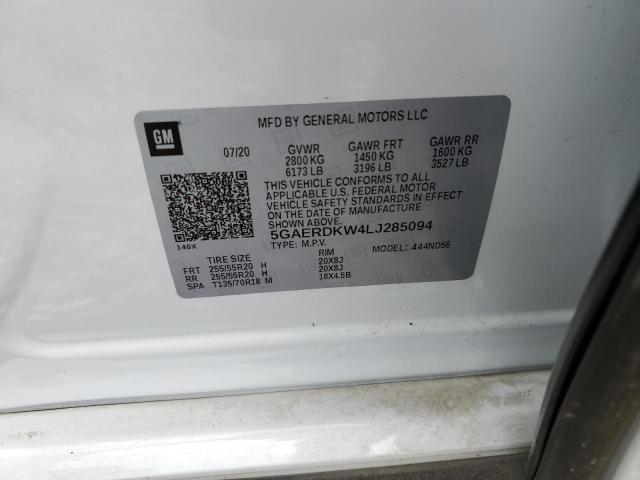 MFD BY GENERAL MOTORS LLC
GM
07/20 GVWR GAWR FRT GAWR RR
2800 KG 1450 KG 1600 KG
6173 LB 3196 LB 3527 LB
THIS VEHICLE CONFORMS TO ALL
APPLICABLE U.S. FEDERAL MOTOR
VEHICLE SAFETY STANDARDS IN EFFECT
ON THE DATE OF MANUFACTURE
SHOWN ABOVE.
5GAERDKW4LJ285094
140X
TYPE: M.P.V. MODEL: 444ND56
TIRE SIZE RIM
FRT 255/55R20 H 20X8J
RR 255/55R20 H 20X8J
SPA T135/70R18 M 18X4.5B